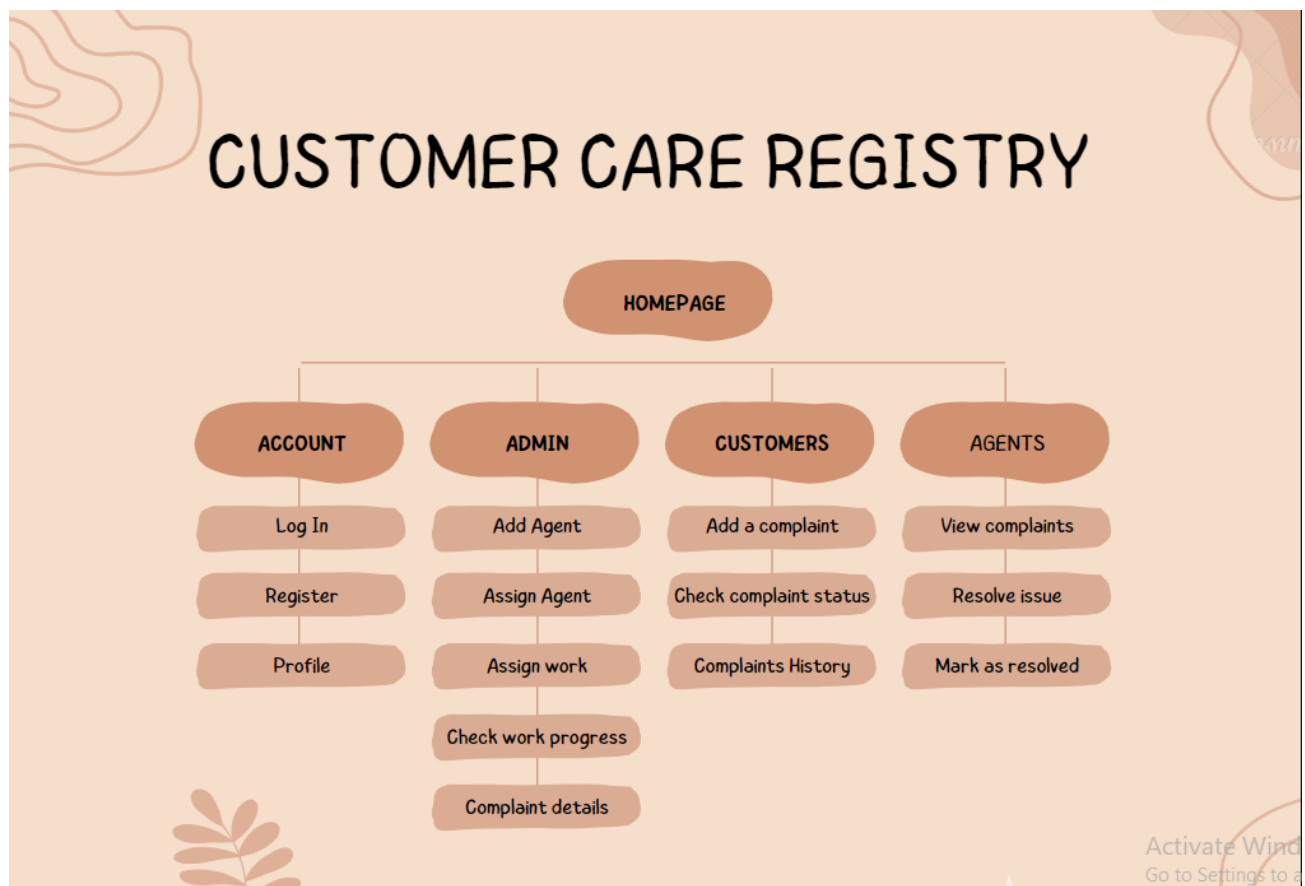 CUSTOMER CARE REGISTRY
HOMEPAGE
ACCOUNT
Log In
Register
Profile
ADMIN
Add Agent
Assign Agent
Assign work
Check work progress
Complaint details
CUSTOMERS
Add a complaint
Check complaint status
Complaints History
AGENTS
View complaints
Resolve issue
Mark as resolved
Activate Wind
Go to Settings to a